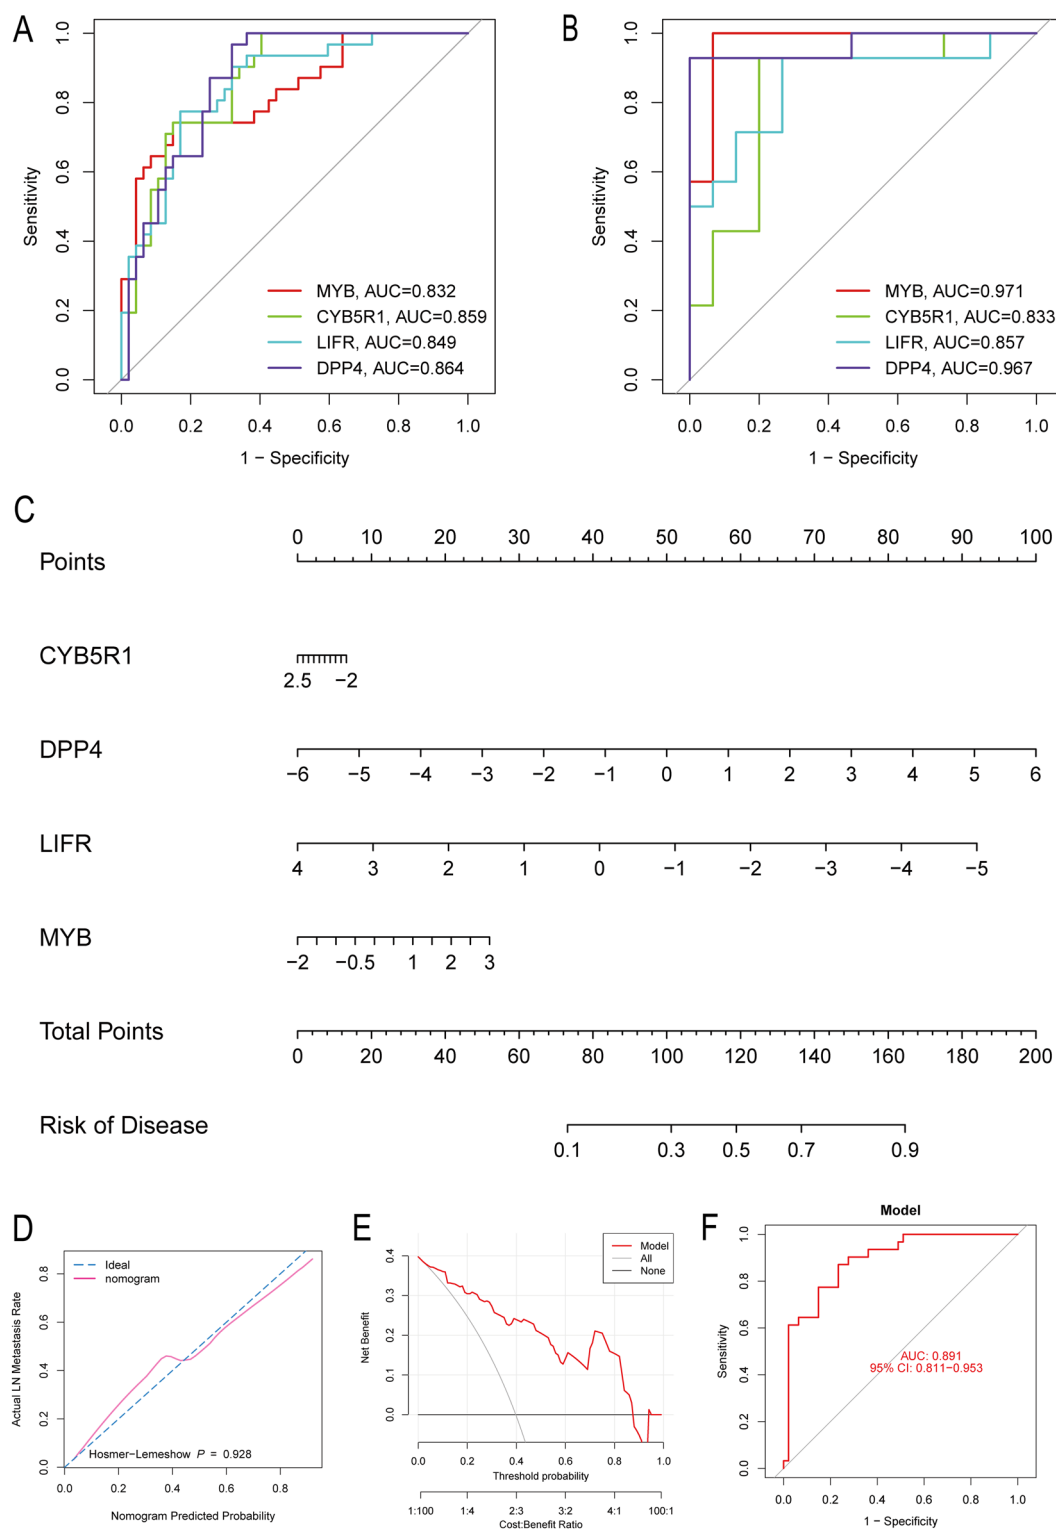 A
Sensitivity
1.0
0.8
0.6
0.4
0.2
0.0
MYB, AUC=0.832
CYB5R1, AUC=0.859
LIFR, AUC=0.849
DPP4, AUC=0.864
0.0 0.2 0.4 0.6 0.8 1.0
1 − Specificity
B
Sensitivity
1.0
0.8
0.6
0.4
0.2
0.0
MYB, AUC=0.971
CYB5R1, AUC=0.833
LIFR, AUC=0.857
DPP4, AUC=0.967
0.0 0.2 0.4 0.6 0.8 1.0
1 − Specificity
C
0 10 20 30 40 50 60 70 80 90 100
Points
CYB5R1
2.5 −2
DPP4
−6 −5 −4 −3 −2 −1 0 1 2 3 4 5 6
LIFR
4 3 2 1 0 −1 −2 −3 −4 −5
MYB
−2 −0.5 1 2 3
Total Points
0 20 40 60 80 100 120 140 160 180 200
Risk of Disease
0.1 0.3 0.5 0.7 0.9
D
Actual LN Metastasis Rate
0.8
0.6
0.4
0.2
0.0
Ideal
nomogram
Hosmer−Lemeshow P = 0.928
0.0 0.2 0.4 0.6 0.8
Nomogram Predicted Probability
E
Net Benefit
0.4
0.3
0.2
0.1
0.0
Model
All
None
0.0 0.2 0.4 0.6 0.8 1.0
Threshold probability
1:100 1:4 2:3 3:2 4:1 100:1
Cost:Benefit Ratio
F
Model
Sensitivity
1.0
0.8
0.6
0.4
0.2
0.0
AUC: 0.891
95% CI: 0.811−0.953
0.0 0.2 0.4 0.6 0.8 1.0
1 − Specificity